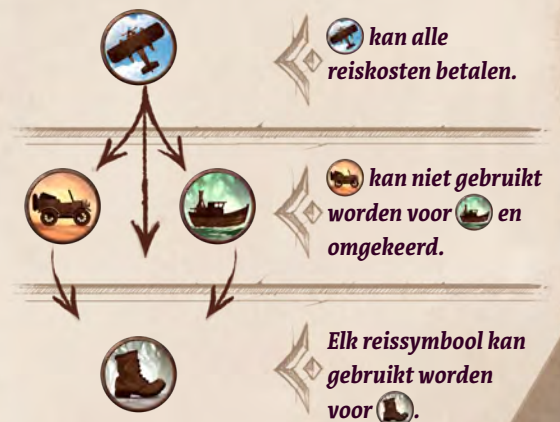 kan alle
reiskosten betalen.
kan niet gebruikt
worden voor en
omgekeerd.
Elk reissymbool kan
gebruikt worden
voor .